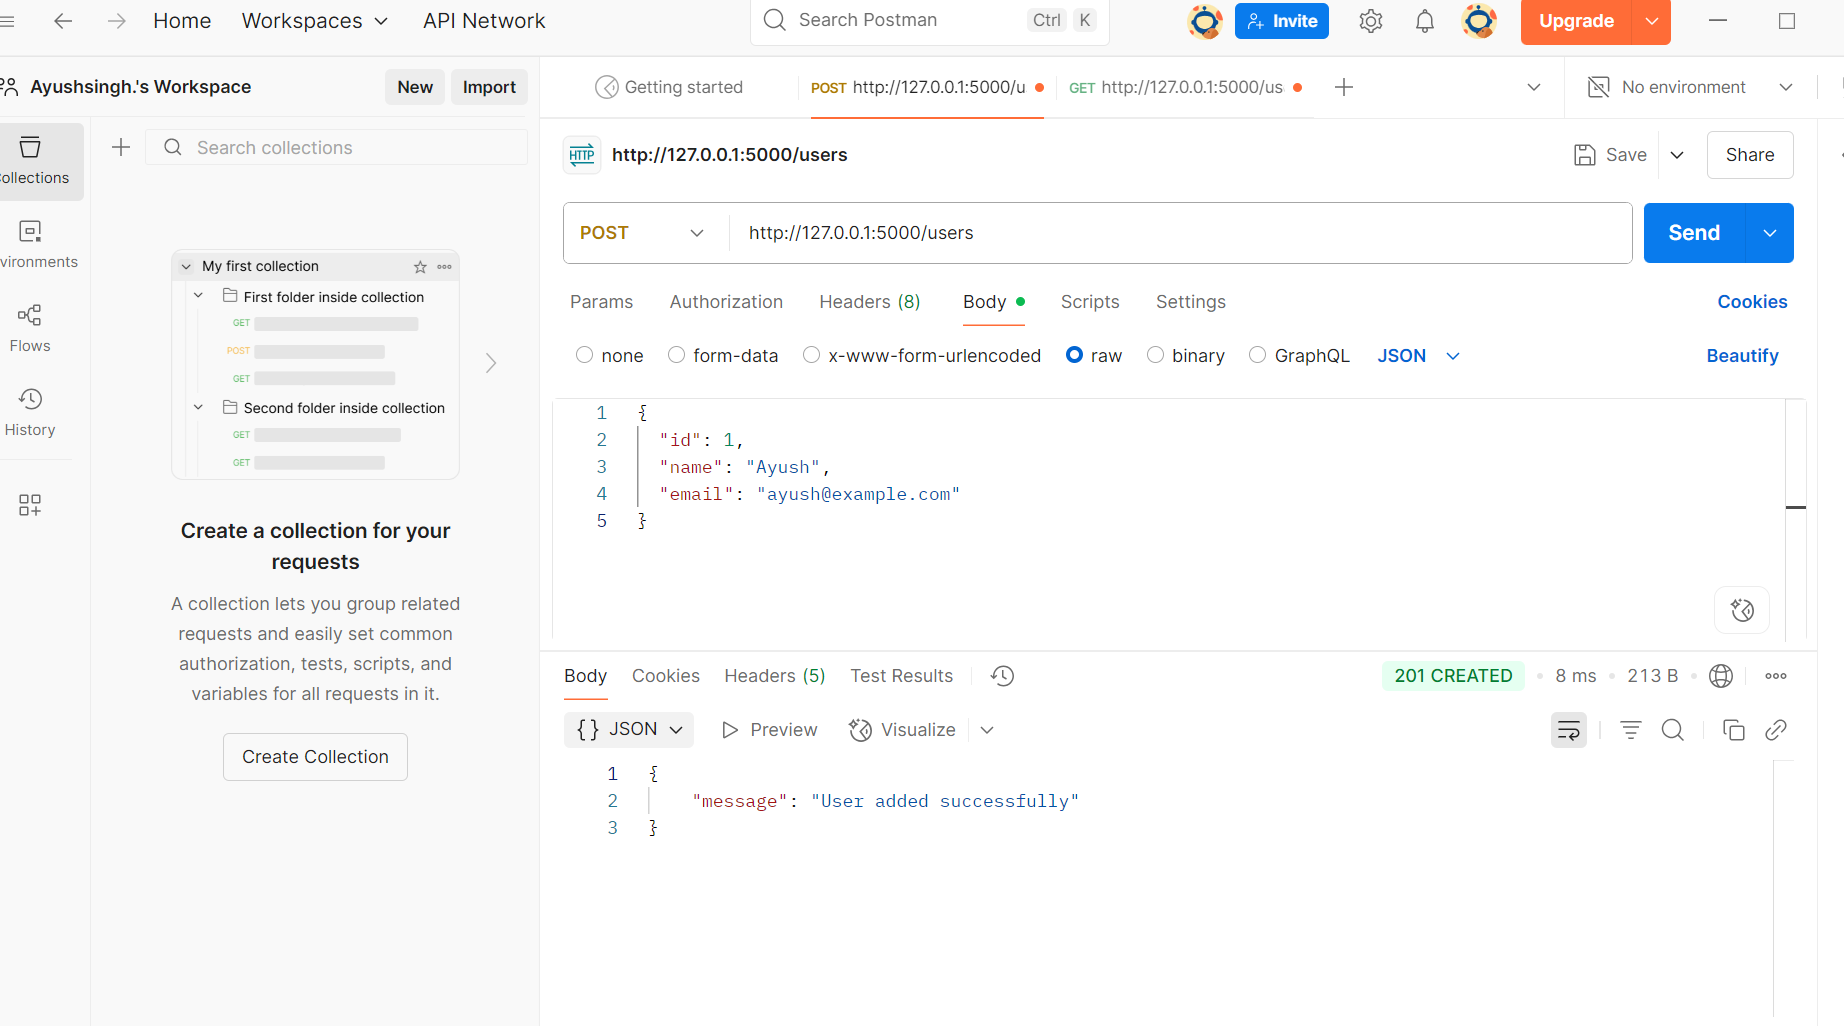 Home Workspaces API Network Search Postman Ctrl K Invite Upgrade
Ayushsingh.'s Workspace New Import
Getting started POST http://127.0.0.1:5000/u GET http://127.0.0.1:5000/us No environment
Search collections
ollections
vironments
Flows
History
My first collection
First folder inside collection
GET
POST
GET
Second folder inside collection
GET
GET
Create a collection for your
requests
A collection lets you group related
requests and easily set common
authorization, tests, scripts, and
variables for all requests in it.
Create Collection
HTTP http://127.0.0.1:5000/users Save Share
POST http://127.0.0.1:5000/users Send
Params Authorization Headers (8) Body Scripts Settings Cookies
none form-data x-www-form-urlencoded raw binary GraphQL JSON Beautify
1 {
2 "id": 1,
3 "name": "Ayush",
4 "email": "ayush@example.com"
5 }
Body Cookies Headers (5) Test Results 201 CREATED 8 ms 213 B
{} JSON Preview Visualize
1 {
2 "message": "User added successfully"
3 }